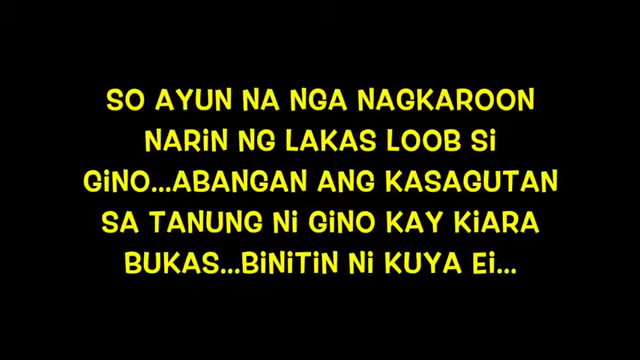 SO AYUN NA NGA NAGKAROON
NARiN NG LAKAS LOOB Si
GiNO...ABANGAN ANG KASAGUTAN
SA TANUNG Ni GiNO KAY KiARA
BUKAS...BiNiTiN Ni KUYA Ei...